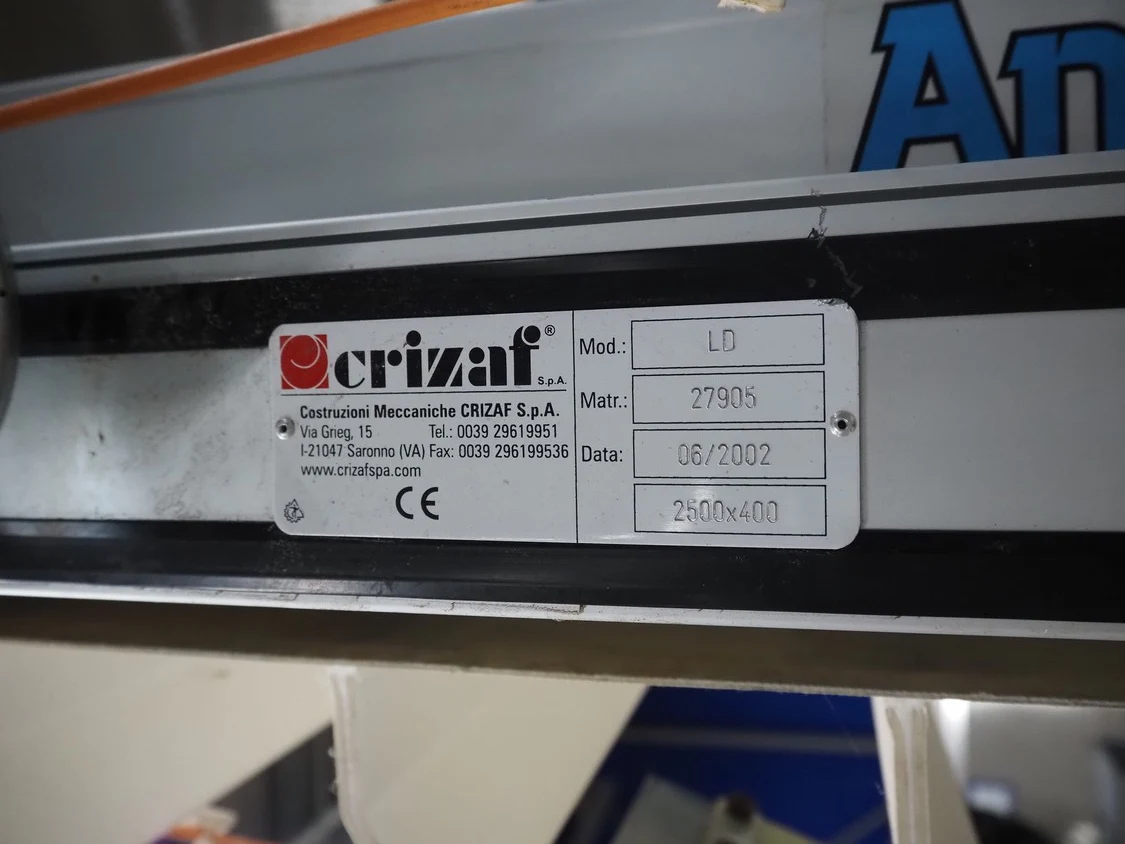 An
crizaf®
S.p.A.
Costruzioni Meccaniche CRIZAF S.p.A.
Via Grieg, 15 Tel.: 0039 29619951
I-21047 Saronno (VA) Fax: 0039 296199536
www.crizafspa.com
CE
Mod.: LD
Matr.: 27905
Data: 06/2002
2500x400